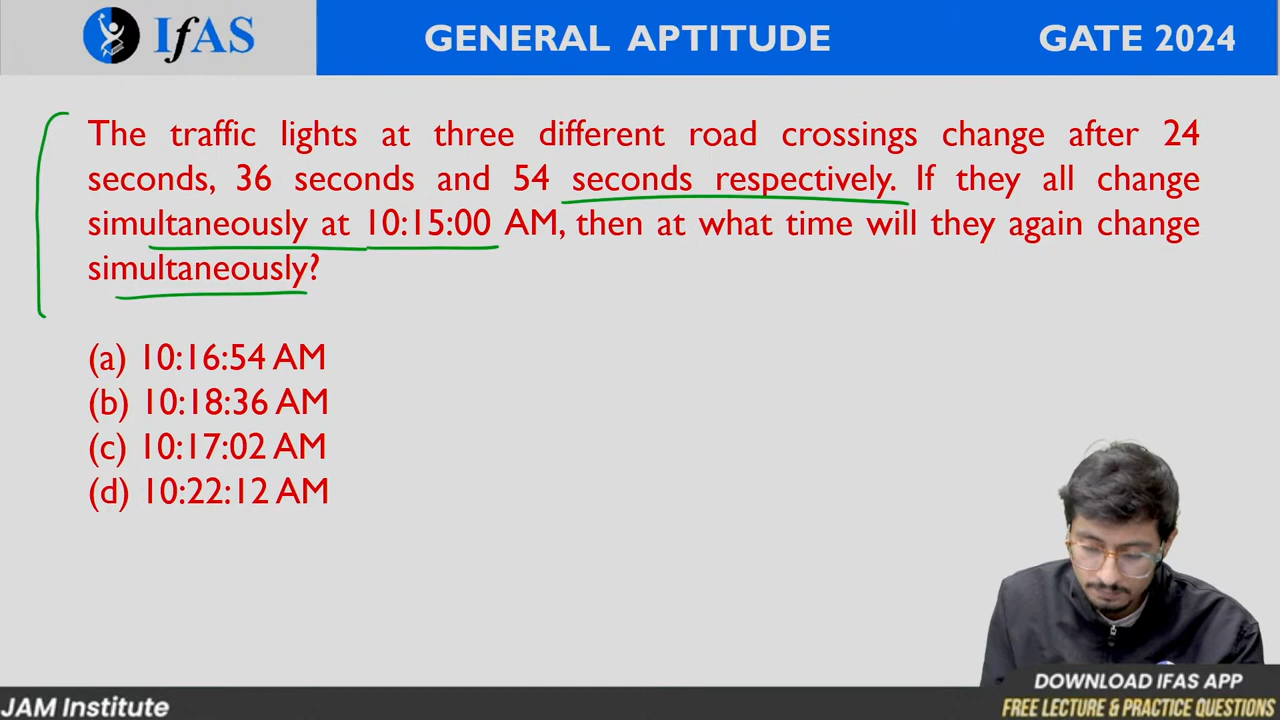 IfAS
GENERAL APTITUDE
GATE 2024
The traffic lights at three different road crossings change after 24
seconds, 36 seconds and 54 seconds respectively. If they all change
simultaneously at 10:15:00 AM, then at what time will they again change
simultaneously?
(a) 10:16:54 AM
(b) 10:18:36 AM
(c) 10:17:02 AM
(d) 10:22:12 AM
DOWNLOAD IFAS APP
JAM Institute
FREE LECTURE & PRACTICE QUESTIONS